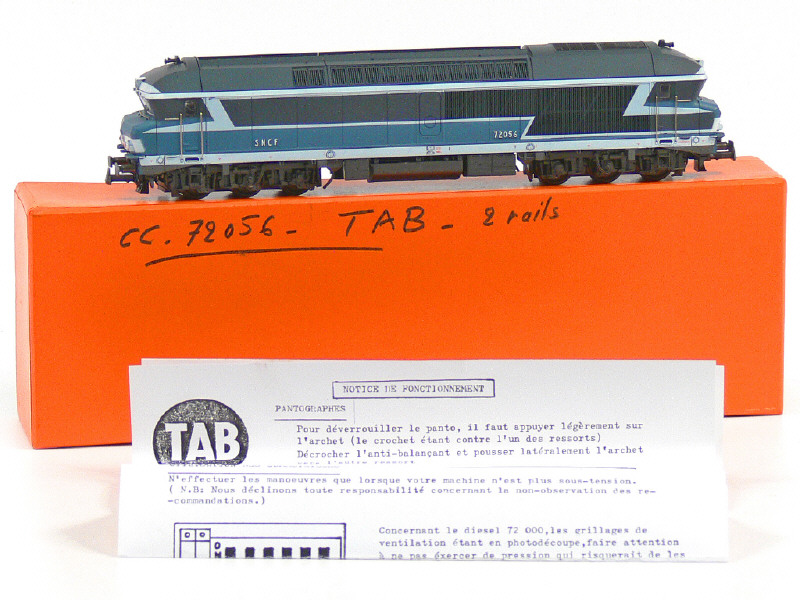 SNCF
72056
CC. 72056 - TAB - 2 rails
NOTICE DE FONCTIONNEMENT
PANTOGRAPHES
TAB
Pour déverrouiller le panto, il faut appuyer légèrement sur
l'archet (le crochet étant contre l'un des ressorts)
Décrocher l'anti-balançant et pousser latéralement l'archet
N'effectuer les manoeuvres que lorsque votre machine n'est plus sous-tension.
( N.B: Nous déclinons toute responsabilité concernant la non-observation des re-
-commandations.)
Concernant le diesel 72 000,les grillages de
ventilation étant en photodécoupe,faire attention
à ne pas éxercer de pression qui risquerait de les